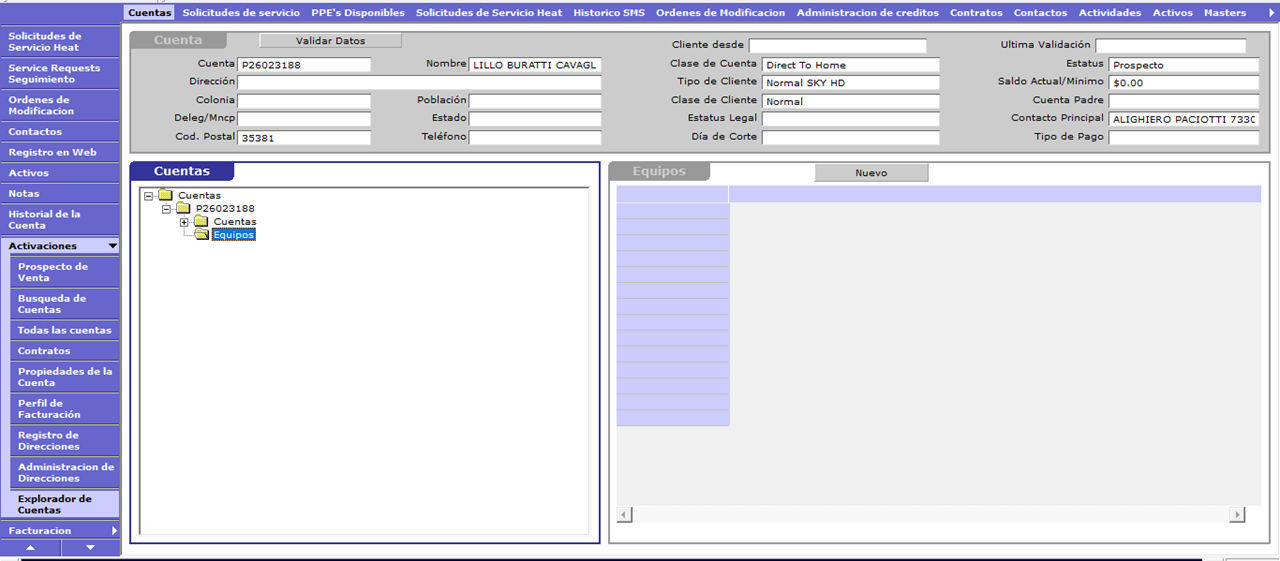 Cuentas Solicitudes de servicio PPE's Disponibles Solicitudes de Servicio Heat Historico SMS Ordenes de Modificacion Administracion de creditos Contratos Contactos Actividades Activos Masters
Solicitudes de
Servicio Heat
Service Requests
Seguimiento
Ordenes de
Modificacion
Contactos
Registro en Web
Activos
Notas
Historial de la
Cuenta
Activaciones
Prospecto de
Venta
Busqueda de
Cuentas
Todas las cuentas
Contratos
Propiedades de la
Cuenta
Perfil de
Facturación
Registro de
Direcciones
Administracion de
Direcciones
Explorador de
Cuentas
Facturacion
Cuenta Validar Datos
Cliente desde Ultima Validación
Cuenta P26023188 Nombre LILLO BURATTI CAVAGL Clase de Cuenta Direct To Home Estatus Prospecto
Dirección Tipo de Cliente Normal SKY HD Saldo Actual/Minimo $0.00
Colonia Población Clase de Cliente Normal Cuenta Padre
Deleg/Mncp Estado Estatus Legal Contacto Principal ALIGHIERO PACIOTTI 7330
Cod. Postal 35381 Teléfono Día de Corte Tipo de Pago
Cuentas
Cuentas
P26023188
Cuentas
Equipos
Equipos Nuevo